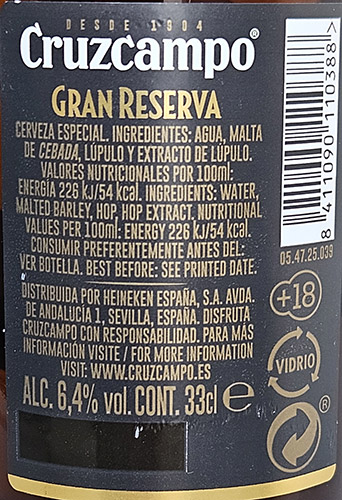 DESDE 1904
Cruzcampo®
GRAN RESERVA
CERVEZA ESPECIAL. INGREDIENTES: AGUA, MALTA
DE CEBADA, LÚPULO Y EXTRACTO DE LÚPULO.
VALORES NUTRICIONALES POR 100ml:
ENERGÍA 226 kJ/54 kcal. INGREDIENTS: WATER,
MALTED BARLEY, HOP, HOP EXTRACT. NUTRITIONAL
VALUES PER 100ml: ENERGY 226 kJ/54 kcal.
CONSUMIR PREFERENTEMENTE ANTES DEL:
VER BOTELLA. BEST BEFORE: SEE PRINTED DATE.
DISTRIBUIDA POR HEINEKEN ESPAÑA, S.A. AVDA.
DE ANDALUCÍA 1, SEVILLA, ESPAÑA. DISFRUTA
CRUZCAMPO CON RESPONSABILIDAD. PARA MÁS
INFORMACIÓN VISITE / FOR MORE INFORMATION
VISIT: WWW.CRUZCAMPO.ES
ALC. 6,4% vol. CONT. 33cl e
8 411090 110388 >
05.47.25.039
+18
VIDRIO
®